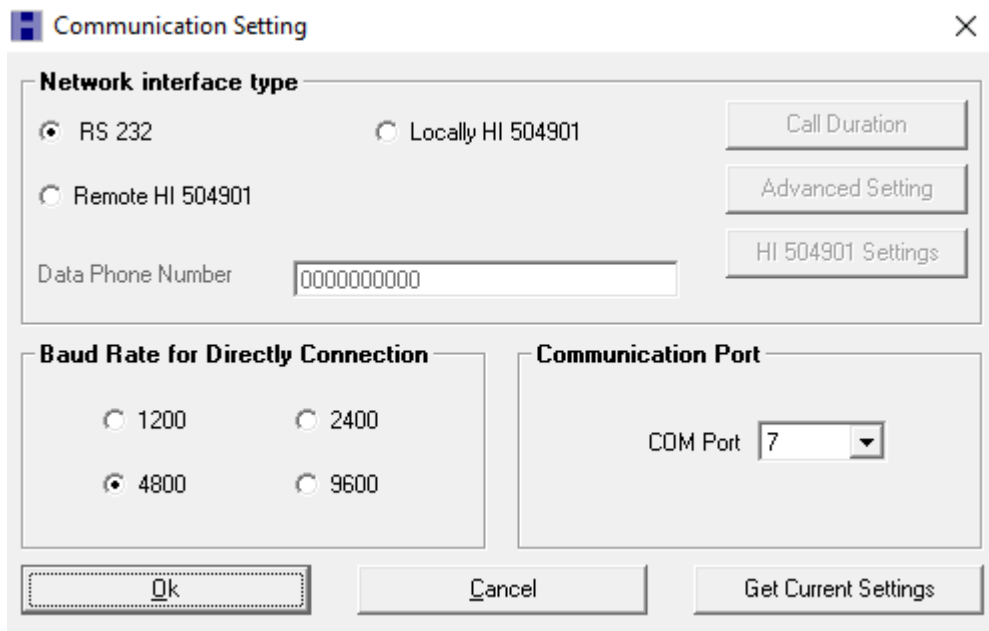 Communication Setting
Network interface type
RS 232
Locally HI 504901
Call Duration
Remote HI 504901
Advanced Setting
HI 504901 Settings
Data Phone Number
0000000000
Baud Rate for Directly Connection
1200
2400
4800
9600
Communication Port
COM Port 7
Ok
Cancel
Get Current Settings